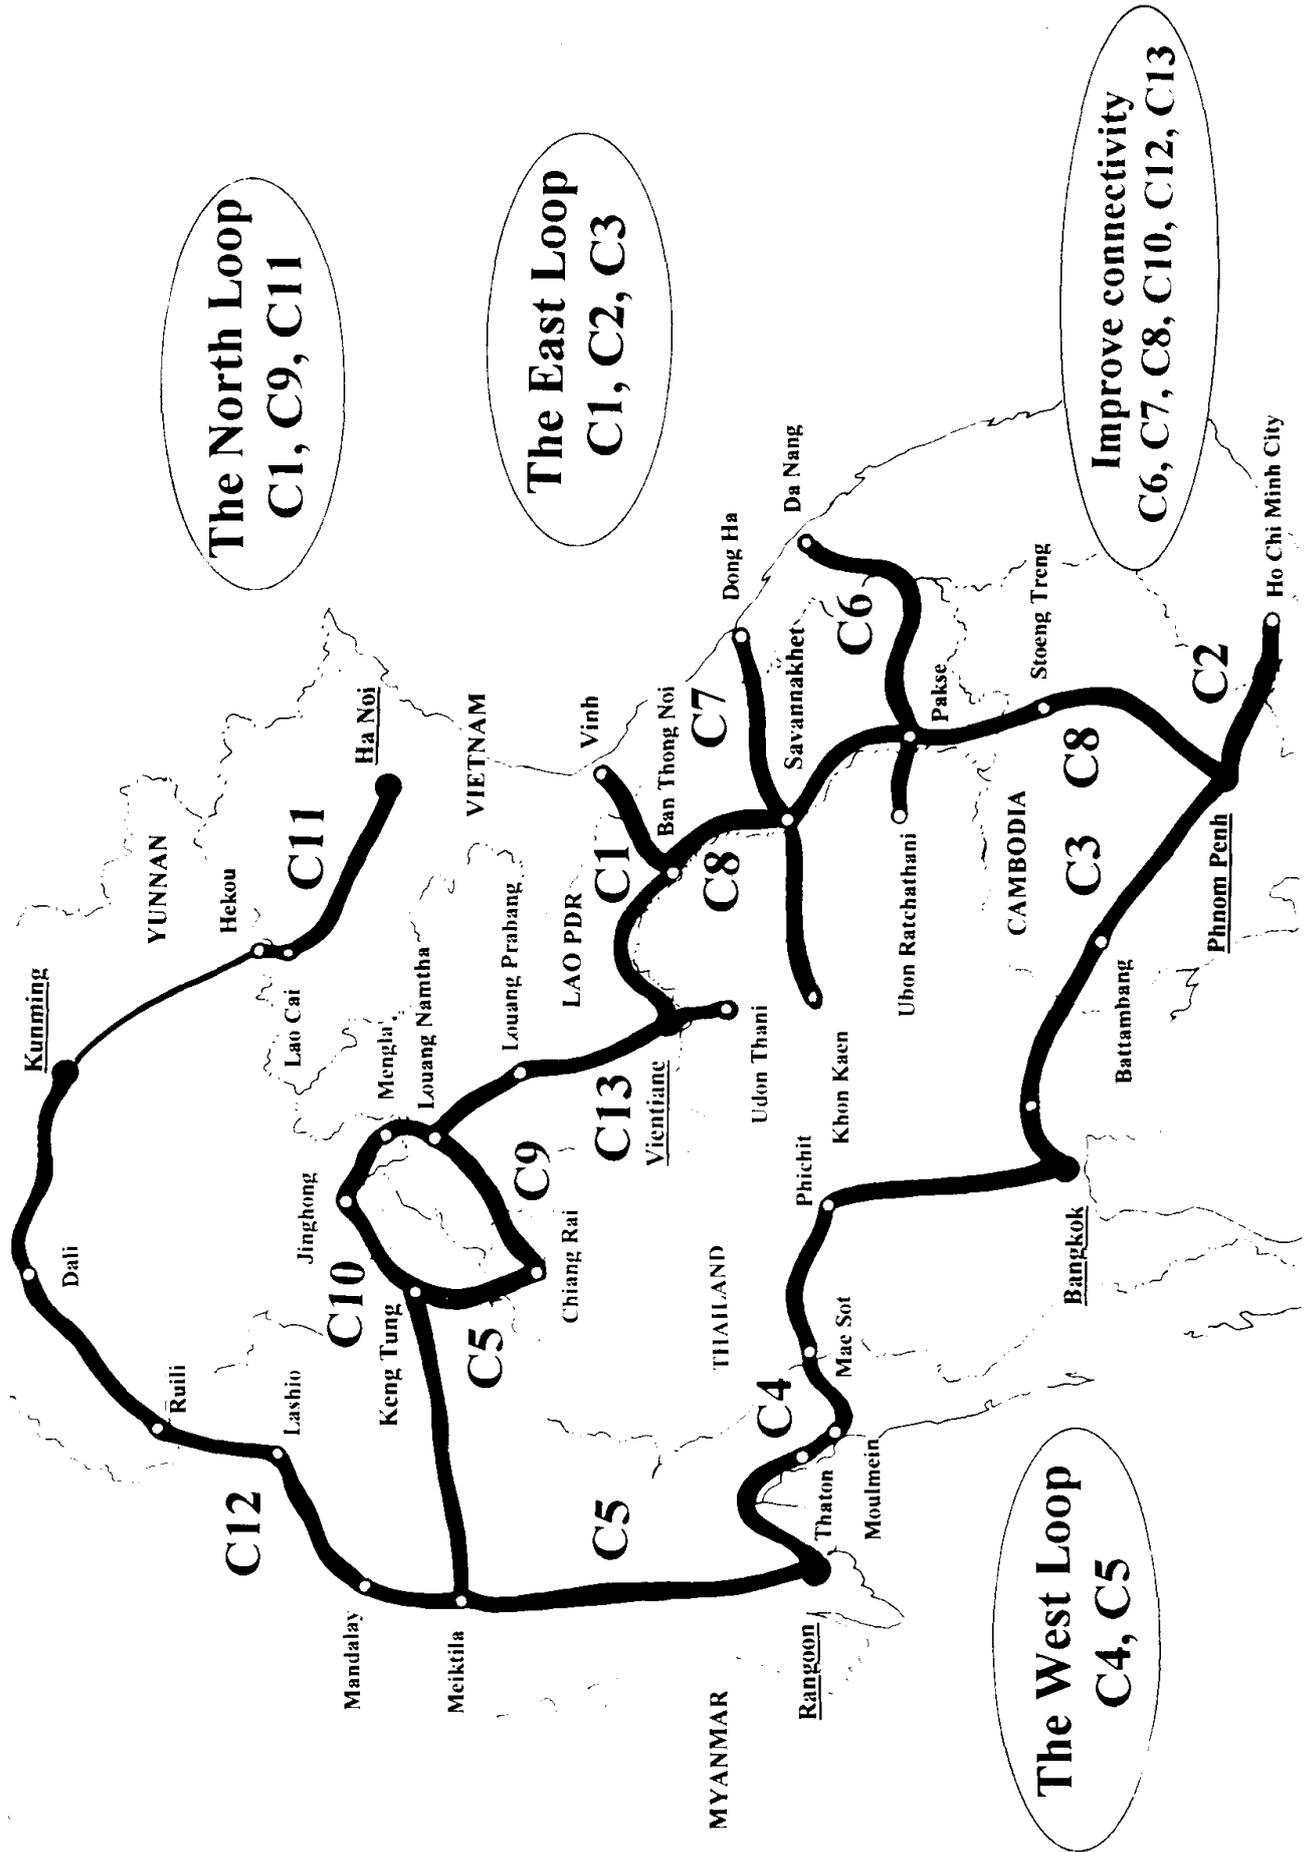 Kunming
Dali
YUNNAN
Ruili
Hekou
The North Loop
C1, C9, C11
C12
Lashio
Lao Cai
Jinghong
C11
C10
Mandalay
Ha Noi
Mengla
Keng Tung
Louang Namtha
Meiktila
VIETNAM
C5
Louang Prabang
C9
The East Loop
C1, C2, C3
Chiang Rai
LAO PDR
Vinh
C5
C13
C1
Vientiane
Ban Thong Noi
C7
MYANMAR
THAILAND
C8
Dong Ha
Udon Thani
C4
Da Nang
Savannakhet
Phichit
Rangoon
Thaton
Mac Sot
Khon Kaen
C6
Moulmein
Ubon Ratchathani
Pakse
CAMBODIA
Stoeng Treng
The West Loop
C4, C5
Bangkok
C3
C8
Improve connectivity
C6, C7, C8, C10, C12, C13
Battambang
C2
Phnom Penh
Ho Chi Minh City